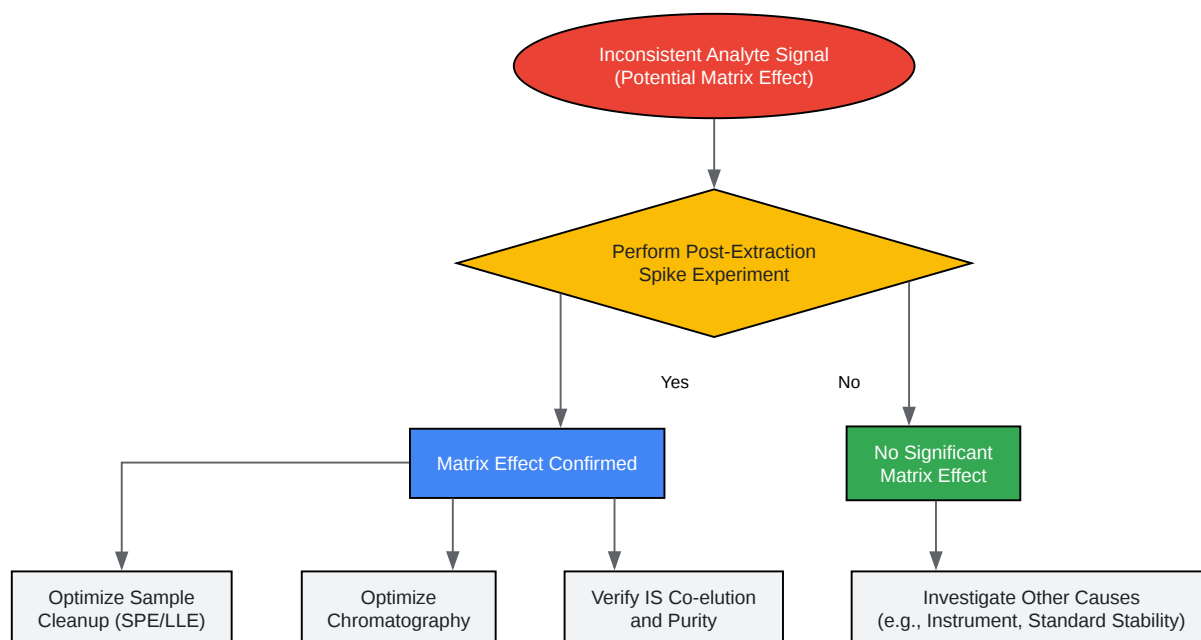 Inconsistent Analyte Signal
(Potential Matrix Effect)
Perform Post-Extraction
Spike Experiment
Yes
No
Matrix Effect Confirmed
No Significant
Matrix Effect
Optimize Sample
Cleanup (SPE/LLE)
Optimize
Chromatography
Verify IS Co-elution
and Purity
Investigate Other Causes
(e.g., Instrument, Standard Stability)